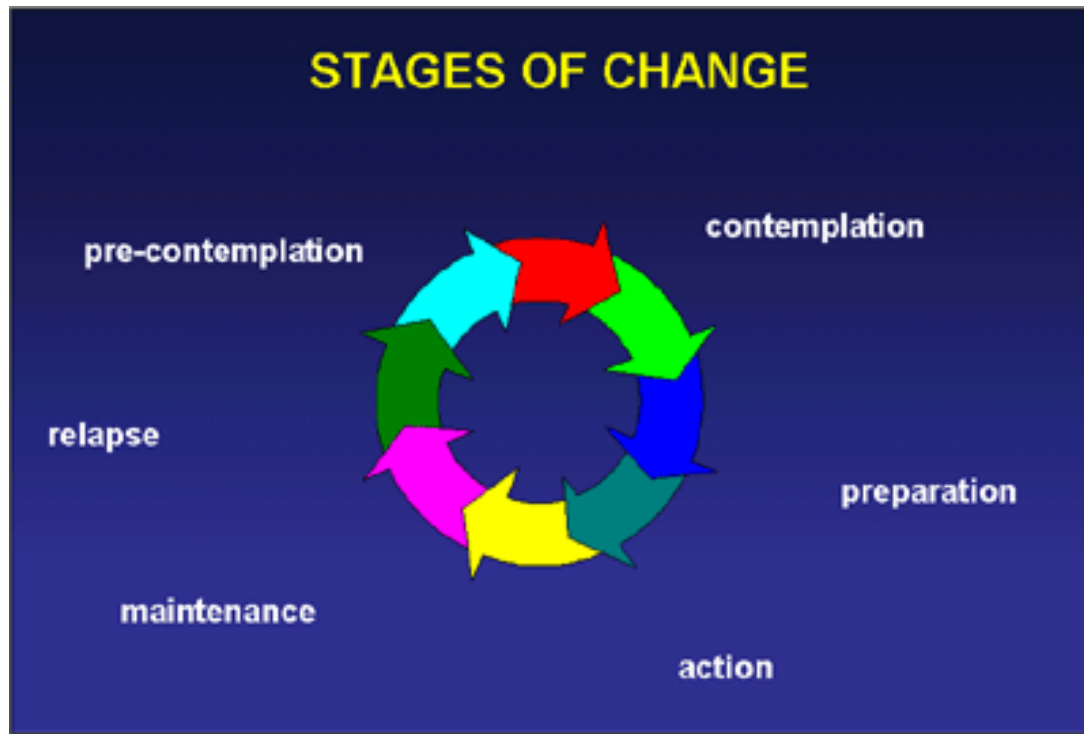 STAGES OF CHANGE
contemplation
pre-contemplation
relapse
preparation
maintenance
action